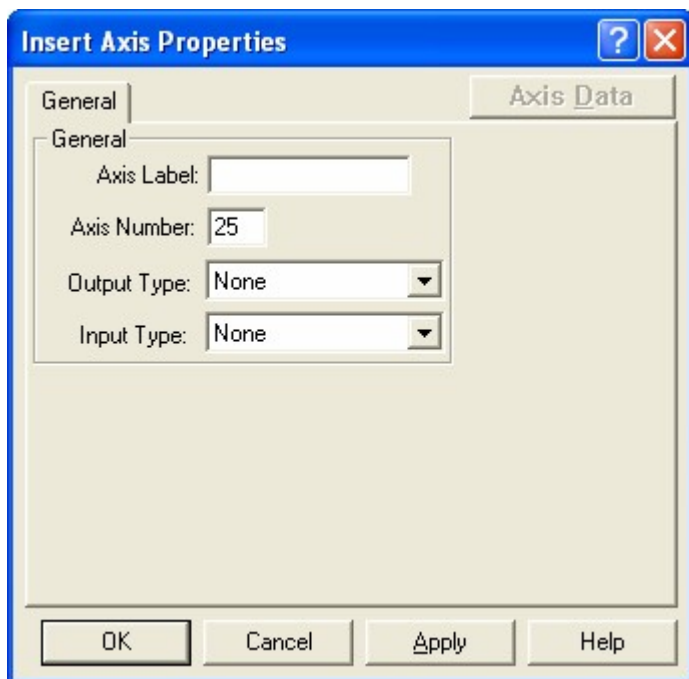 Insert Axis Properties
General
Axis Data
General
Axis Label:
Axis Number: 25
Output Type: None
Input Type: None
OK Cancel Apply Help